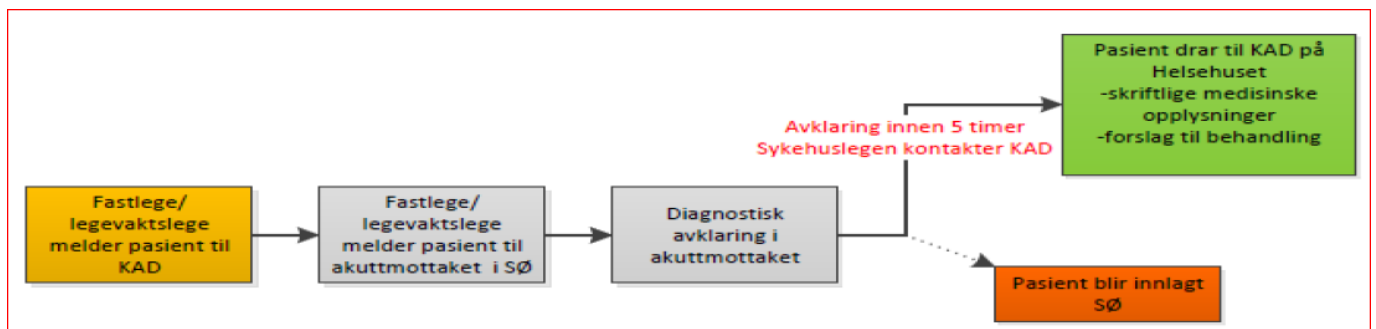 Fastlege/
legevaktslege
melder pasient til
KAD
Fastlege/
legevaktslege
melder pasient til
akuttmottaket i SØ
Diagnostisk
avklaring i
akuttmottaket
Avklaring innen 5 timer
Sykehuslegen kontakter KAD
Pasient drar til KAD på
Helsehuset
-skriftlige medisinske
opplysninger
-forslag til behandling
Pasient blir innlagt
SØ